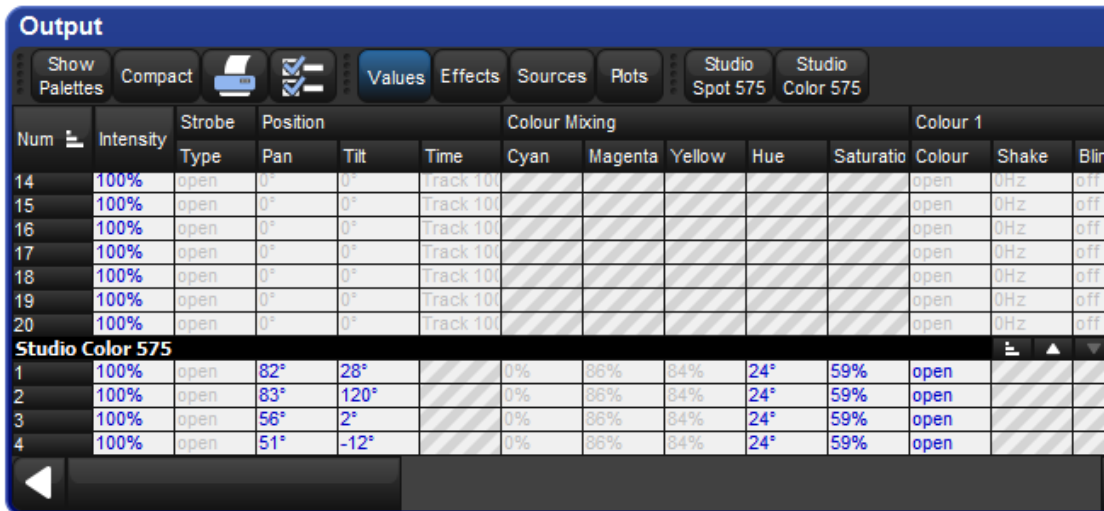 Output
Show Palettes Compact Values Effects Sources Plots Studio Spot 575 Studio Color 575
Num Intensity Strobe Position Colour Mixing Colour 1
Type Pan Tilt Time Cyan Magenta Yellow Hue Saturatio Colour Shake Blin
14 100% open 0° 0° Track 100 open 0Hz off
15 100% open 0° 0° Track 100 open 0Hz off
16 100% open 0° 0° Track 100 open 0Hz off
17 100% open 0° 0° Track 100 open 0Hz off
18 100% open 0° 0° Track 100 open 0Hz off
19 100% open 0° 0° Track 100 open 0Hz off
20 100% open 0° 0° Track 100 open 0Hz off
Studio Color 575
1 100% open 82° 28° 0% 86% 84% 24° 59% open
2 100% open 83° 120° 0% 86% 84% 24° 59% open
3 100% open 56° 2° 0% 86% 84% 24° 59% open
4 100% open 51° -12° 0% 86% 84% 24° 59% open